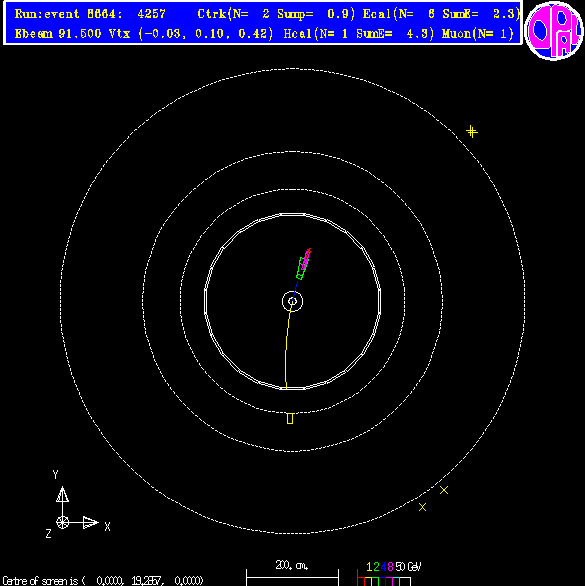 Run:event 8664: 4257 Ctrk(N= 2 Sump= 0.9) Ecal(N= 6 SumE= 2.3)
Ebeam 91.500 Vtx (-0.03, 0.10, 0.42) Hcal(N= 1 SumE= 4.3) Muon(N= 1)
OPAL
Y
Z X
200. cm.
1 2 4 8 50 GeV
Centre of screen is ( 0.0000, 19.2857, 0.0000)